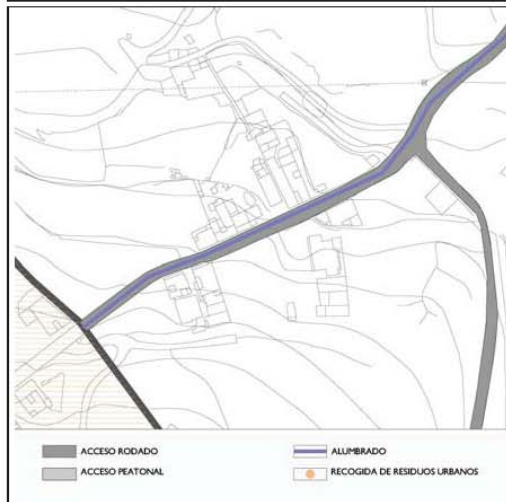 ACCESO RODADO
ALUMBRADO
ACCESO PEATONAL
RECOGIDA DE RESIDUOS URBANOS